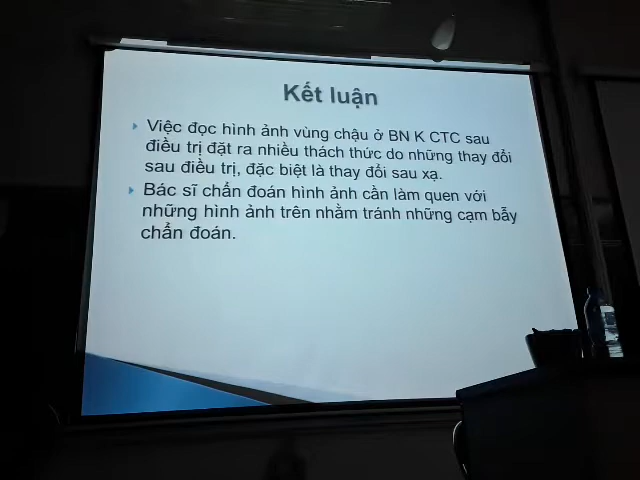 Kết luận
Việc đọc hình ảnh vùng chậu ở BN K CTC sau
điều trị đặt ra nhiều thách thức do những thay đổi
sau điều trị, đặc biệt là thay đổi sau xạ.
Bác sĩ chẩn đoán hình ảnh cần làm quen với
những hình ảnh trên nhằm tránh những cạm bẫy
chẩn đoán.